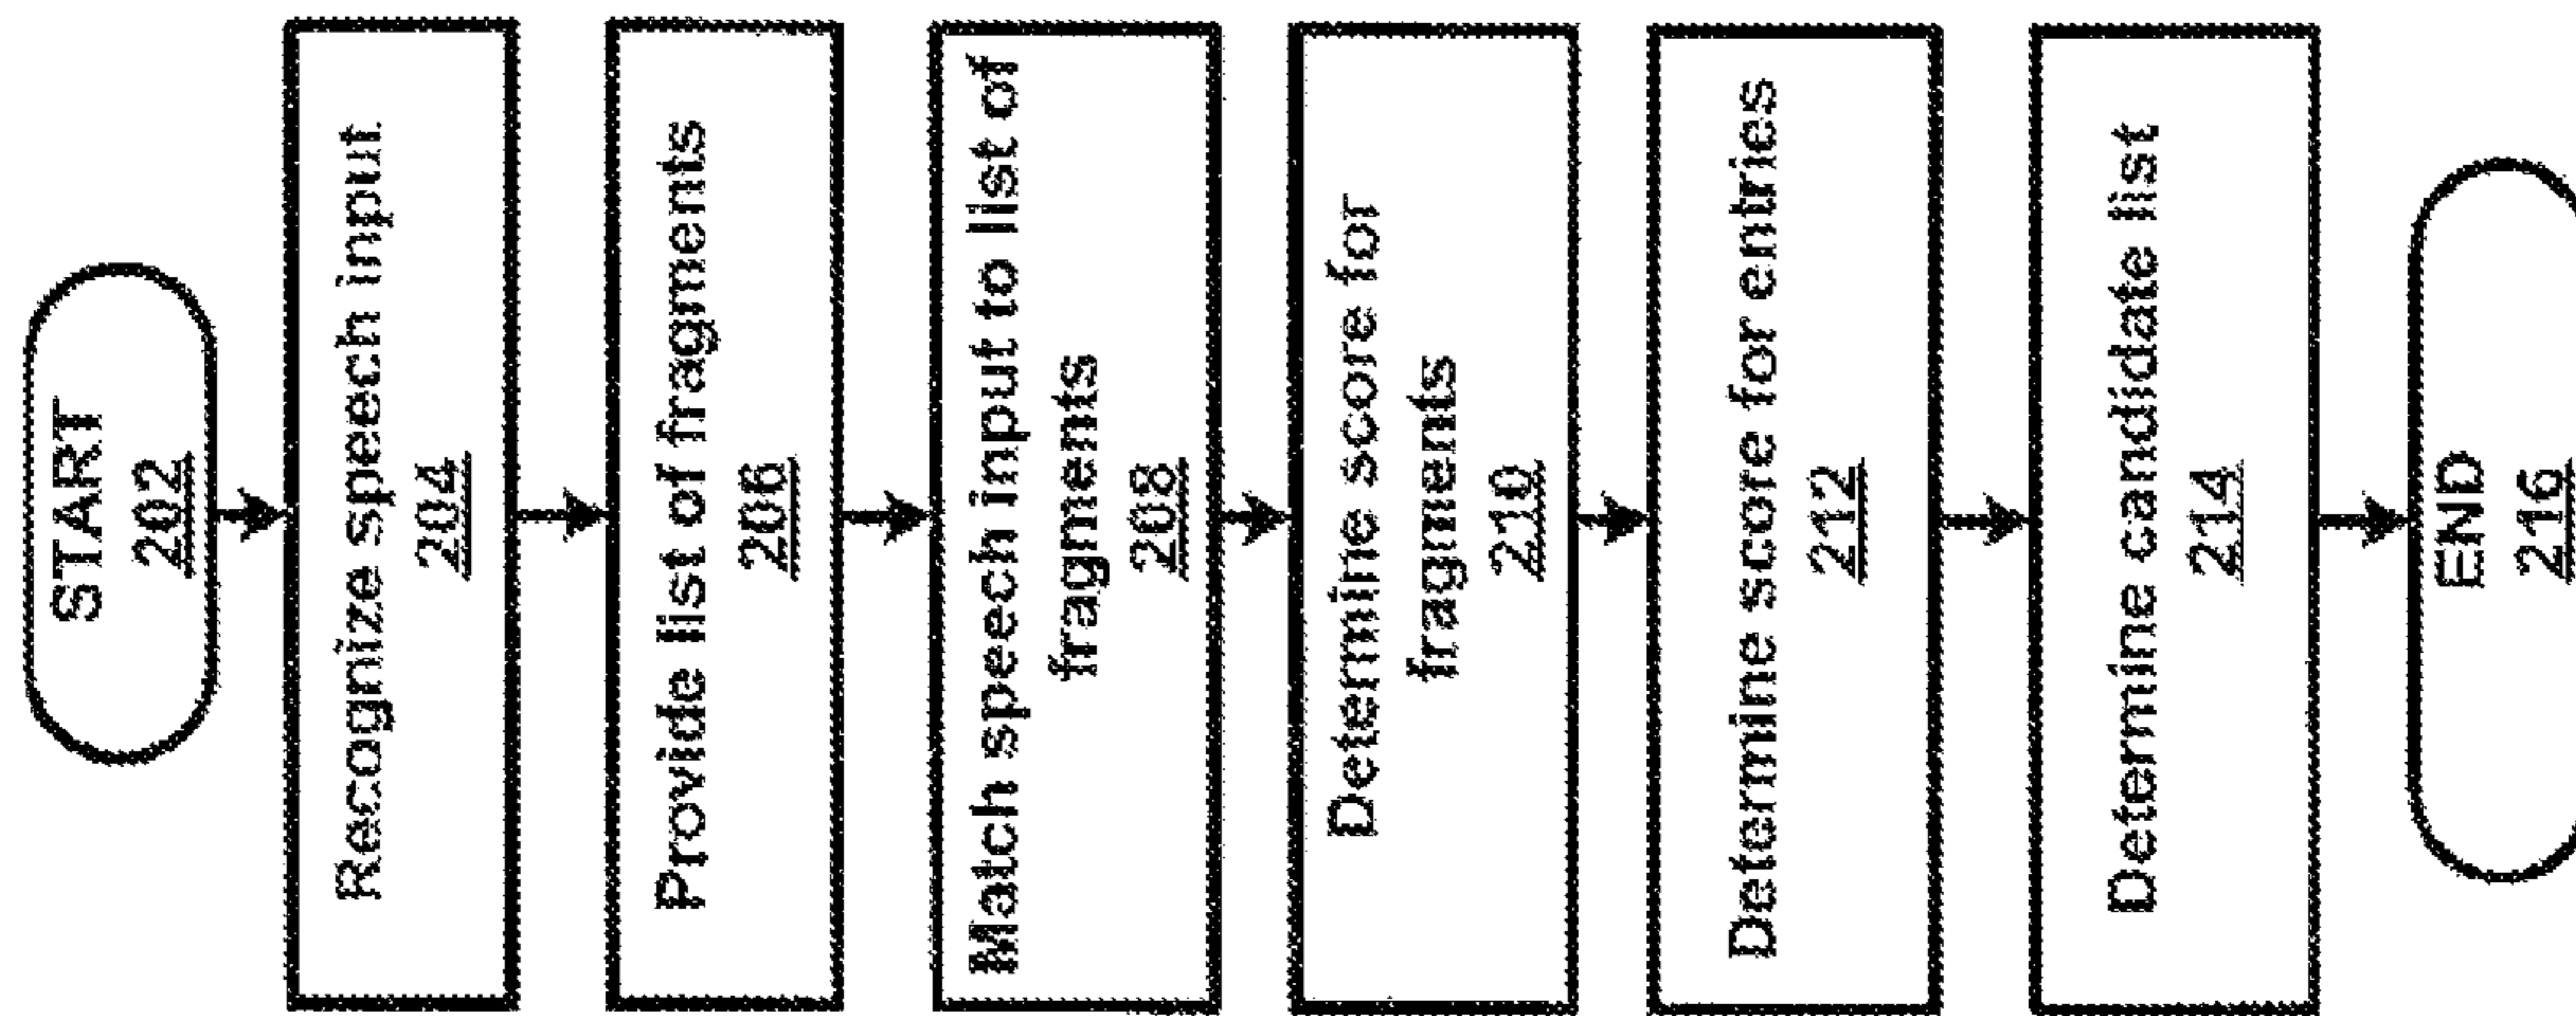 START
202
Recognize speech input
204
Provide list of fragments
206
Match speech input to list of
fragments
208
Determine score for
fragments
210
Determine score for entries
212
Determine candidate list
214
END
216